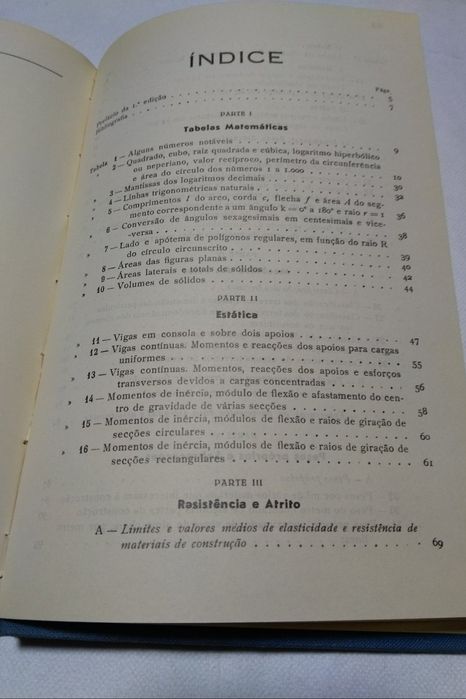 ÍNDICE
Págs.
Prefácio da 1.ª edição . . . . . . . . . . 5
Bibliografia . . . . . . . . . . 7
PARTE I
Tabelas Matemáticas
Tabela 1 — Alguns números notáveis . . . . . . . . . . 9
» 2 — Quadrado, cubo, raiz quadrada e cúbica, logaritmo hiperbólico
ou neperiano, valor recíproco, perímetro da circunferência
e área do círculo dos números 1 a 1.000 . . . . . . . . . . 10
» 3 — Mantissas dos logaritmos decimais . . . . . . . . . . 30
» 4 — Linhas trigonométricas naturais . . . . . . . . . . 32
» 5 — Comprimentos l do arco, corda c, flecha f e área A do seg-
mento correspondente a um ângulo k = 0° a 180° e raio r = 1 36
» 6 — Conversão de ângulos sexagesimais em centesimais e vice-
-versa . . . . . . . . . . 38
» 7 — Lado e apótema de polígonos regulares, em função do raio R
do círculo circunscrito . . . . . . . . . . 39
» 8 — Áreas das figuras planas . . . . . . . . . . 40
» 9 — Áreas laterais e totais de sólidos . . . . . . . . . . 42
» 10 — Volumes de sólidos . . . . . . . . . . 44
PARTE II
Estática
» 11 — Vigas em consola e sobre dois apoios . . . . . . . . . . 47
» 12 — Vigas contínuas. Momentos e reacções dos apoios para cargas
uniformes . . . . . . . . . . 55
» 13 — Vigas contínuas. Momentos, reacções dos apoios e esforços
transversos devidos a cargas concentradas . . . . . . . . . . 56
» 14 — Momentos de inércia, módulo de flexão e afastamento do cen-
tro de gravidade de várias secções . . . . . . . . . . 58
» 15 — Momentos de inércia, módulos de flexão e raios de giração de
secções circulares . . . . . . . . . . 60
» 16 — Momentos de inércia, módulos de flexão e raios de giração de
secções rectangulares . . . . . . . . . . 61
PARTE III
Resistência e Atrito
A — Limites e valores médios de elasticidade e resistência de
materiais de construção . . . . . . . . . . 69